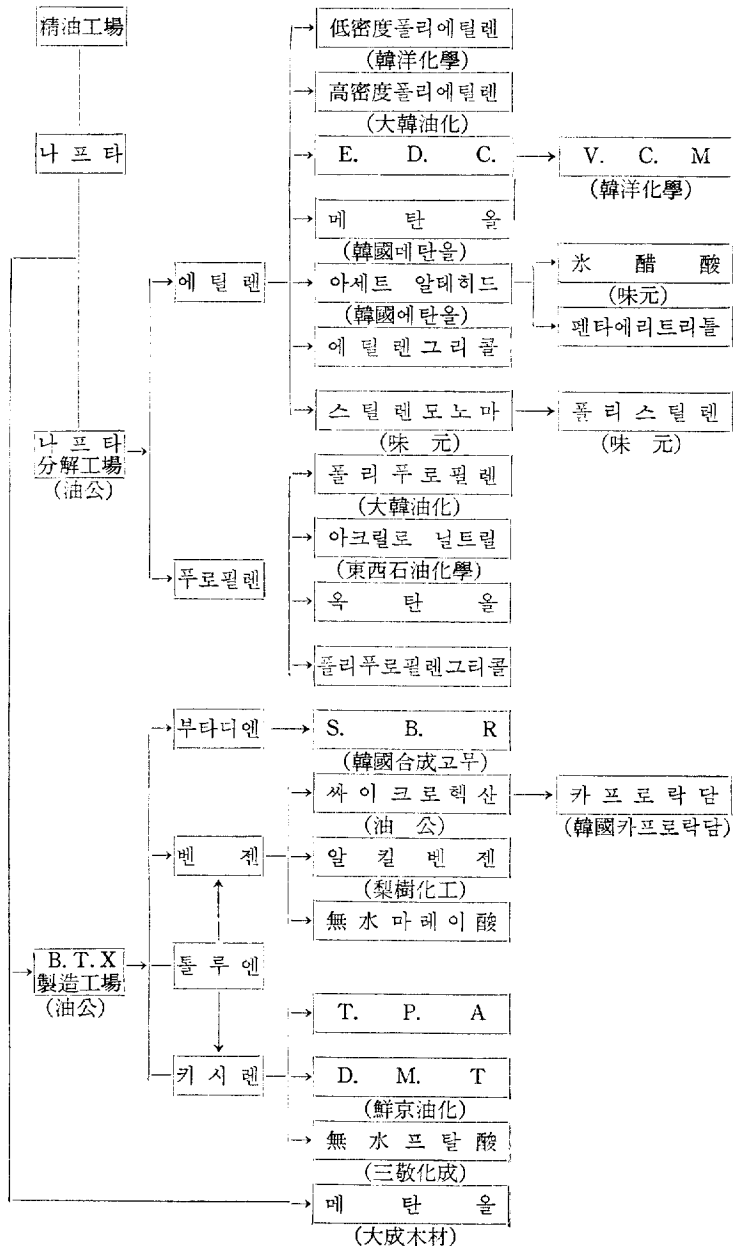 精油工場
나프타
나프타
分解工場
(油公)
에틸렌
低密度폴리에틸렌
(韓洋化學)
高密度폴리에틸렌
(大韓油化)
E. D. C.
V. C. M
(韓洋化學)
메탄올
(韓國메탄올)
아세트 알데히드
(韓國에탄올)
氷醋酸
(味元)
펜타에리트리톨
에틸렌그리콜
스틸렌모노마
(味元)
폴리스틸렌
(味元)
푸로필렌
폴리푸로필렌
(大韓油化)
아크릴로 닐트릴
(東西石油化學)
옥탄올
폴리푸로필렌그리콜
B.T.X
製造工場
(油公)
부타디엔
S. B. R
(韓國合成고무)
벤젠
싸이크로헥산
(油公)
카프로락담
(韓國카프로락담)
알킬벤젠
(梨樹化工)
無水마레이酸
톨루엔
키시렌
T. P. A
D. M. T
(鮮京油化)
無水프탈酸
(三敬化成)
메탄올
(大成木材)